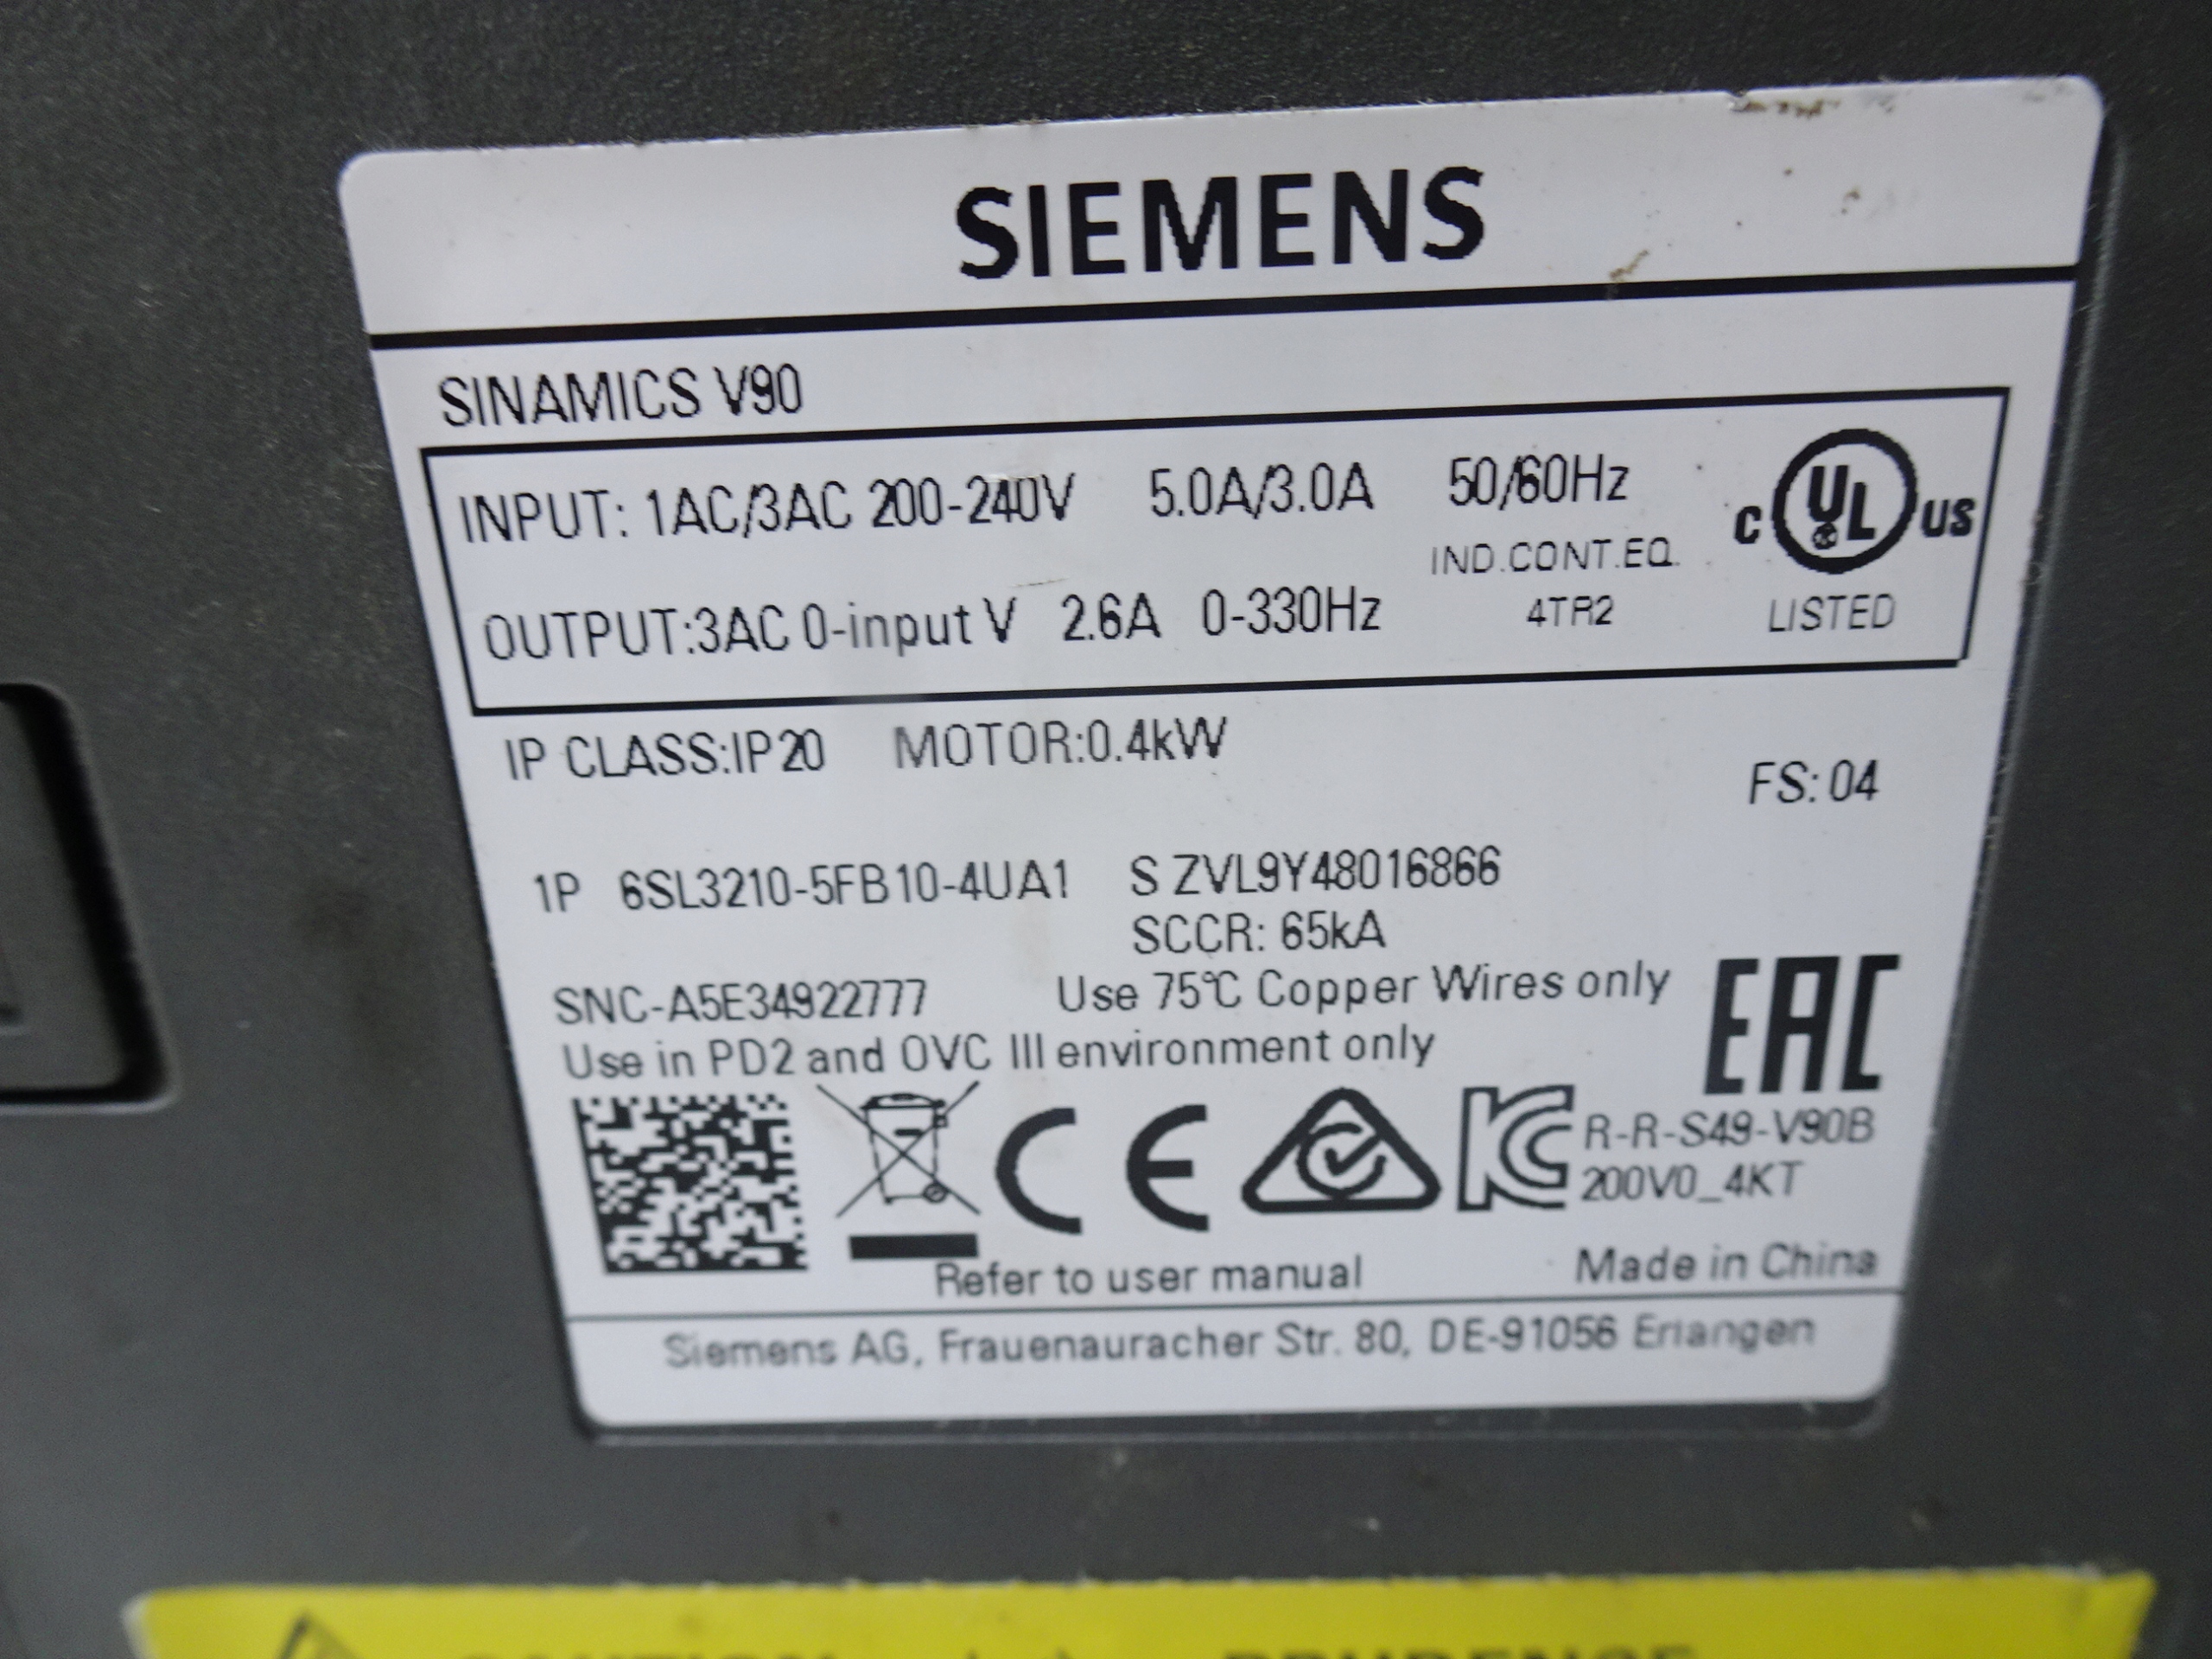 SIEMENS
SINAMICS V90
INPUT: 1AC/3AC 200-240V 5.0A/3.0A 50/60Hz
C UL US
IND.CONT.EQ.
OUTPUT:3AC 0-input V 2.6A 0-330Hz 4TR2 LISTED
IP CLASS:IP20 MOTOR:0.4kW
FS: 04
1P 6SL3210-5FB10-4UA1 S ZVL9Y48016866
SCCR: 65kA
SNC-A5E34922777 Use 75℃ Copper Wires only
EAC
Use in PD2 and OVC III environment only
CE KC R-R-S49-V90B
200V0_4KT
Refer to user manual Made in China
Siemens AG, Frauenauracher Str. 80, DE-91056 Erlangen